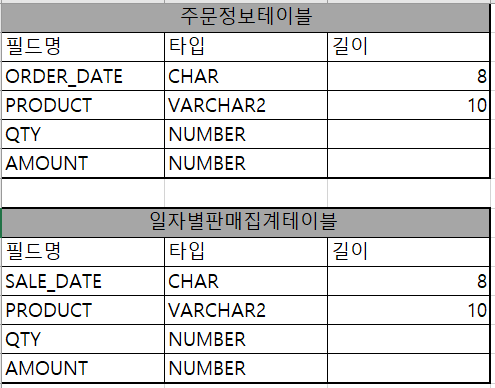 주문정보테이블
필드명 타입 길이
ORDER_DATE CHAR 8
PRODUCT VARCHAR2 10
QTY NUMBER
AMOUNT NUMBER
일자별판매집계테이블
필드명 타입 길이
SALE_DATE CHAR 8
PRODUCT VARCHAR2 10
QTY NUMBER
AMOUNT NUMBER